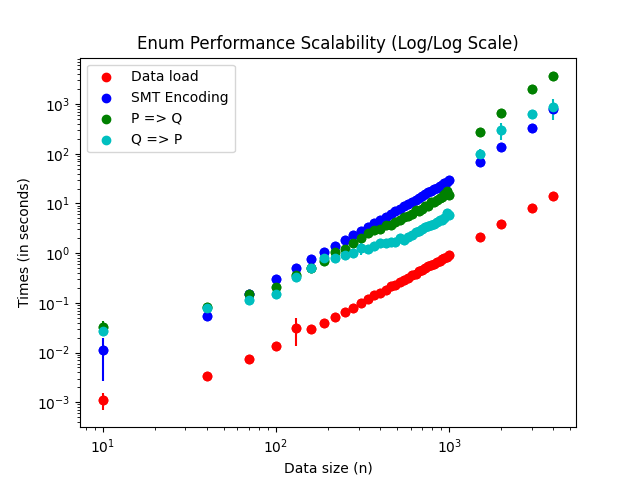 Enum Performance Scalability (Log/Log Scale)
Data load
SMT Encoding
P => Q
Q => P
Times (in seconds)
10³
10²
10¹
10⁰
10⁻¹
10⁻²
10⁻³
10¹
10²
10³
Data size (n)